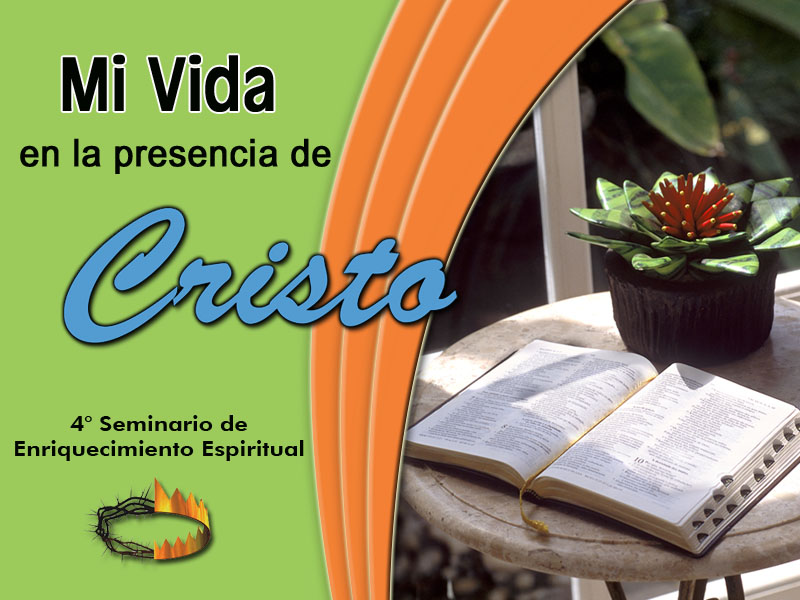 Mi Vida
en la presencia de
Cristo
4° Seminario de
Enriquecimiento Espiritual